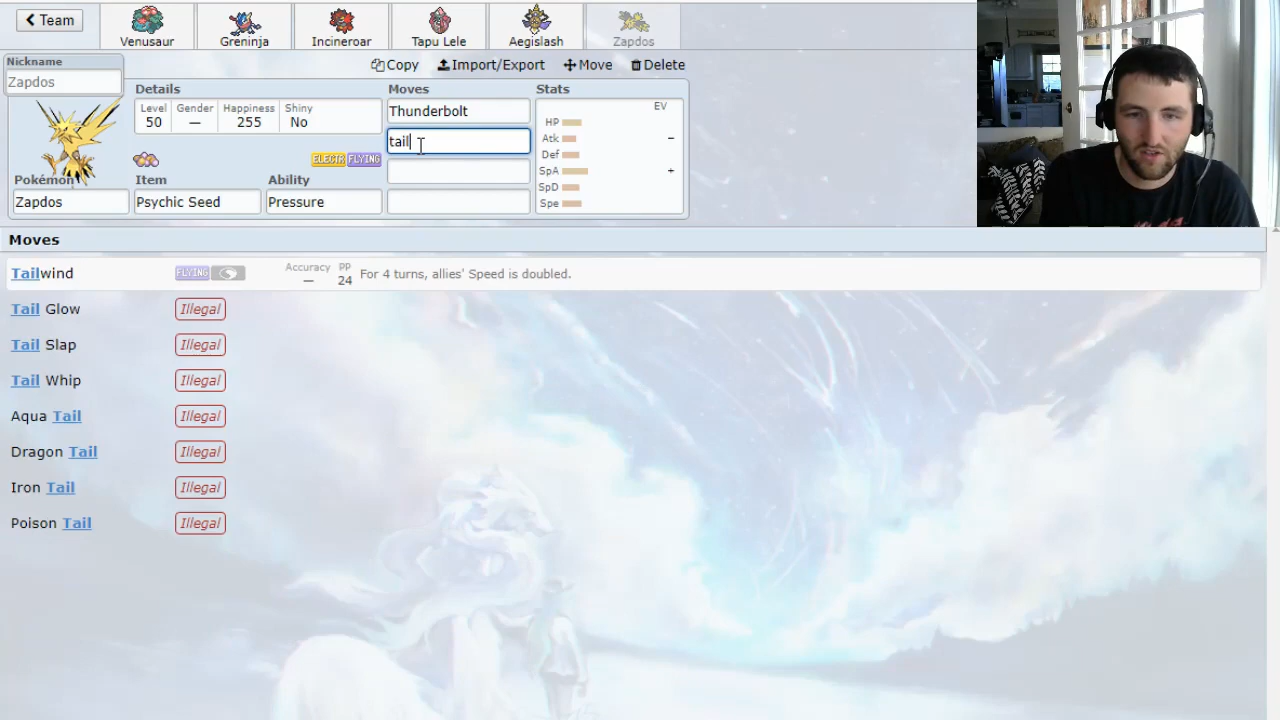 Team
Venusaur
Greninja
Incineroar
Tapu Lele
Aegislash
Zapdos
Nickname
Zapdos
Copy
Import/Export
Move
Delete
Details
Moves
Stats
Level
50
Gender
—
Happiness
255
Shiny
No
Thunderbolt
tail
EV
HP
Atk −
Def
SpA +
SpD
Spe
ELECTR FLYING
Pokémon
Zapdos
Item
Psychic Seed
Ability
Pressure
Moves
Tailwind FLYING Accuracy — PP 24 For 4 turns, allies' Speed is doubled.
Tail Glow Illegal
Tail Slap Illegal
Tail Whip Illegal
Aqua Tail Illegal
Dragon Tail Illegal
Iron Tail Illegal
Poison Tail Illegal